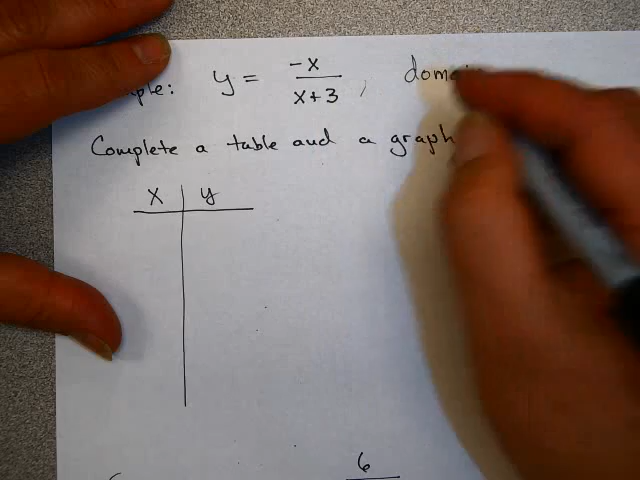 y = -x / x+3 ,
Complete a table and a graph
x y
6